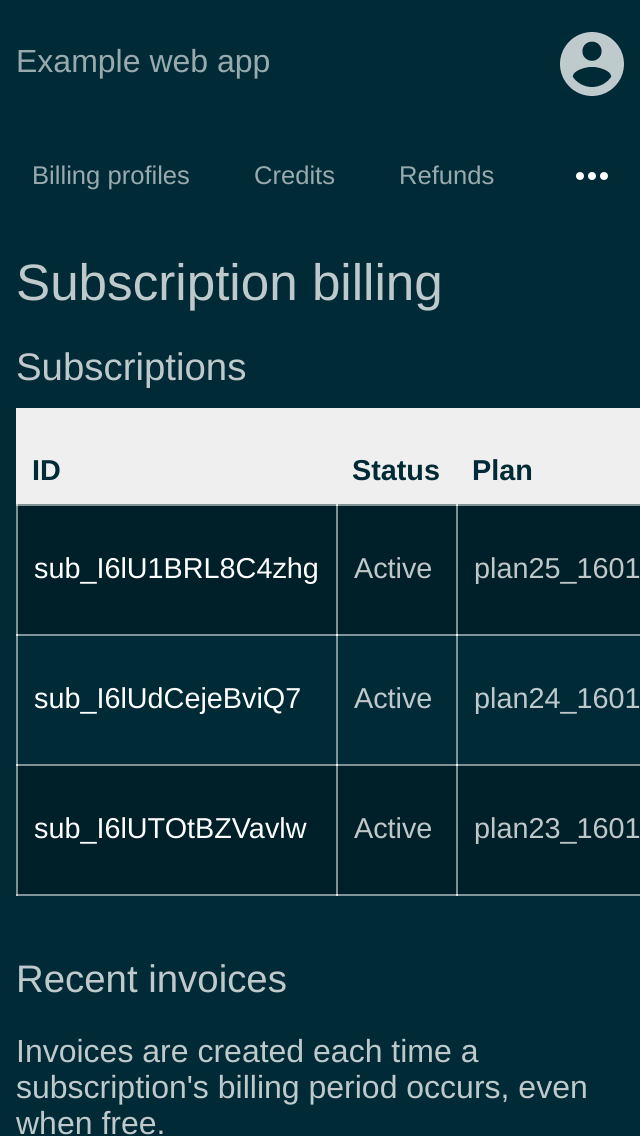 Example web app
Billing profiles Credits Refunds
Subscription billing
Subscriptions
ID Status Plan
sub_I6lU1BRL8C4zhg Active plan25_1601
sub_I6lUdCejeBviQ7 Active plan24_1601
sub_I6lUTOtBZVavlw Active plan23_1601
Recent invoices
Invoices are created each time a
subscription's billing period occurs, even
when free.